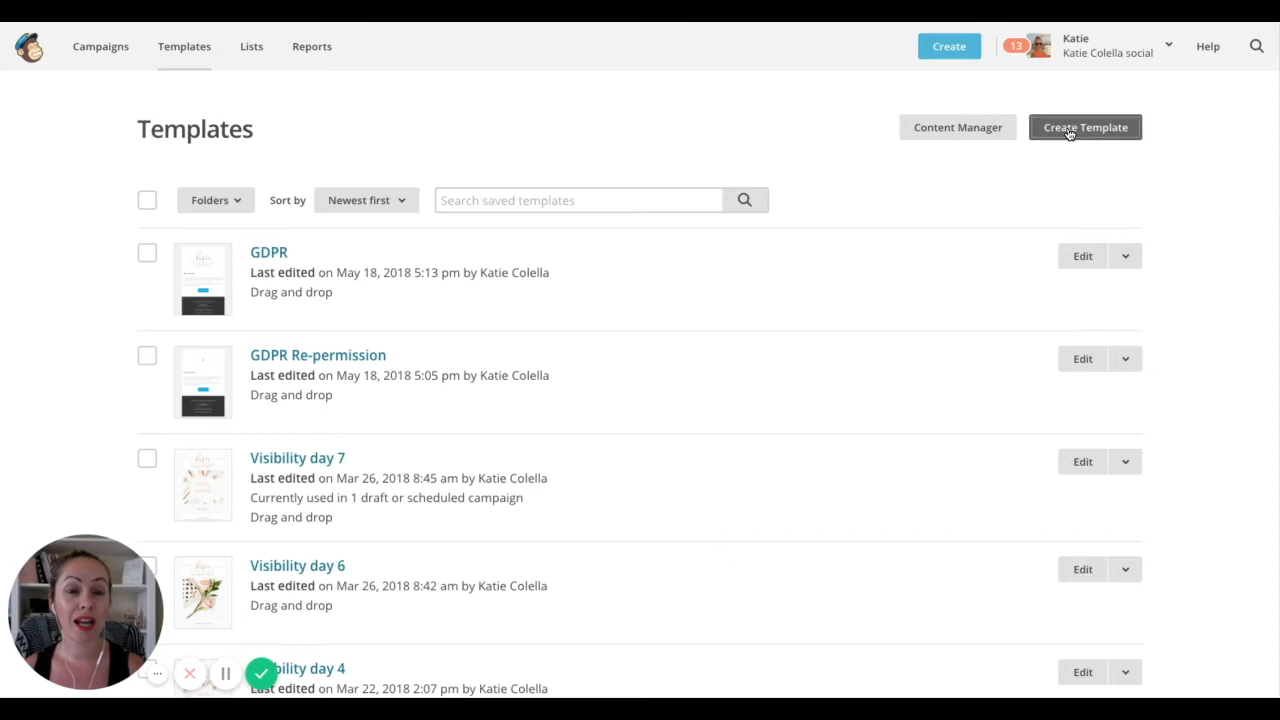 Campaigns
Templates
Lists
Reports
Create
13
Katie
Katie Colella social
Help
Templates
Content Manager
Create Template
Folders
Sort by
Newest first
Search saved templates
GDPR
Last edited on May 18, 2018 5:13 pm by Katie Colella
Drag and drop
Edit
GDPR Re-permission
Last edited on May 18, 2018 5:05 pm by Katie Colella
Drag and drop
Edit
Visibility day 7
Last edited on Mar 26, 2018 8:45 am by Katie Colella
Currently used in 1 draft or scheduled campaign
Drag and drop
Edit
Visibility day 6
Last edited on Mar 26, 2018 8:42 am by Katie Colella
Drag and drop
Edit
bility day 4
edited on Mar 22, 2018 2:07 pm by Katie Colella
Edit